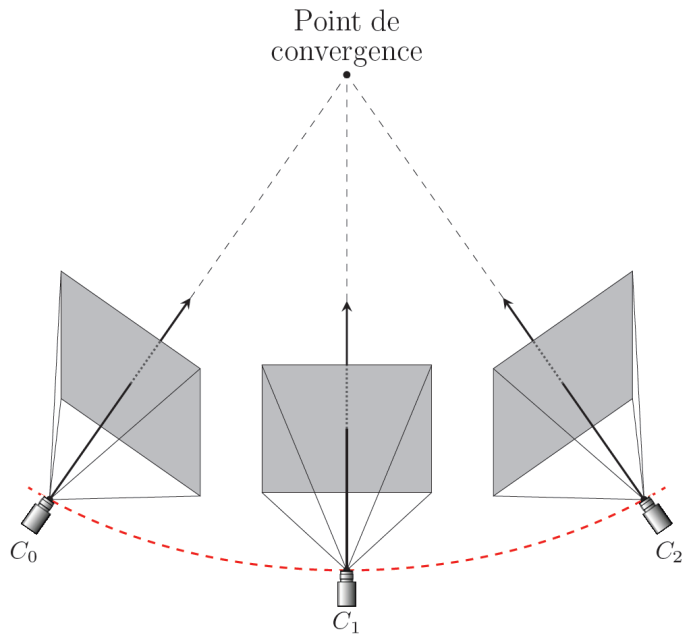 Point de
convergence
C₀
C₁
C₂